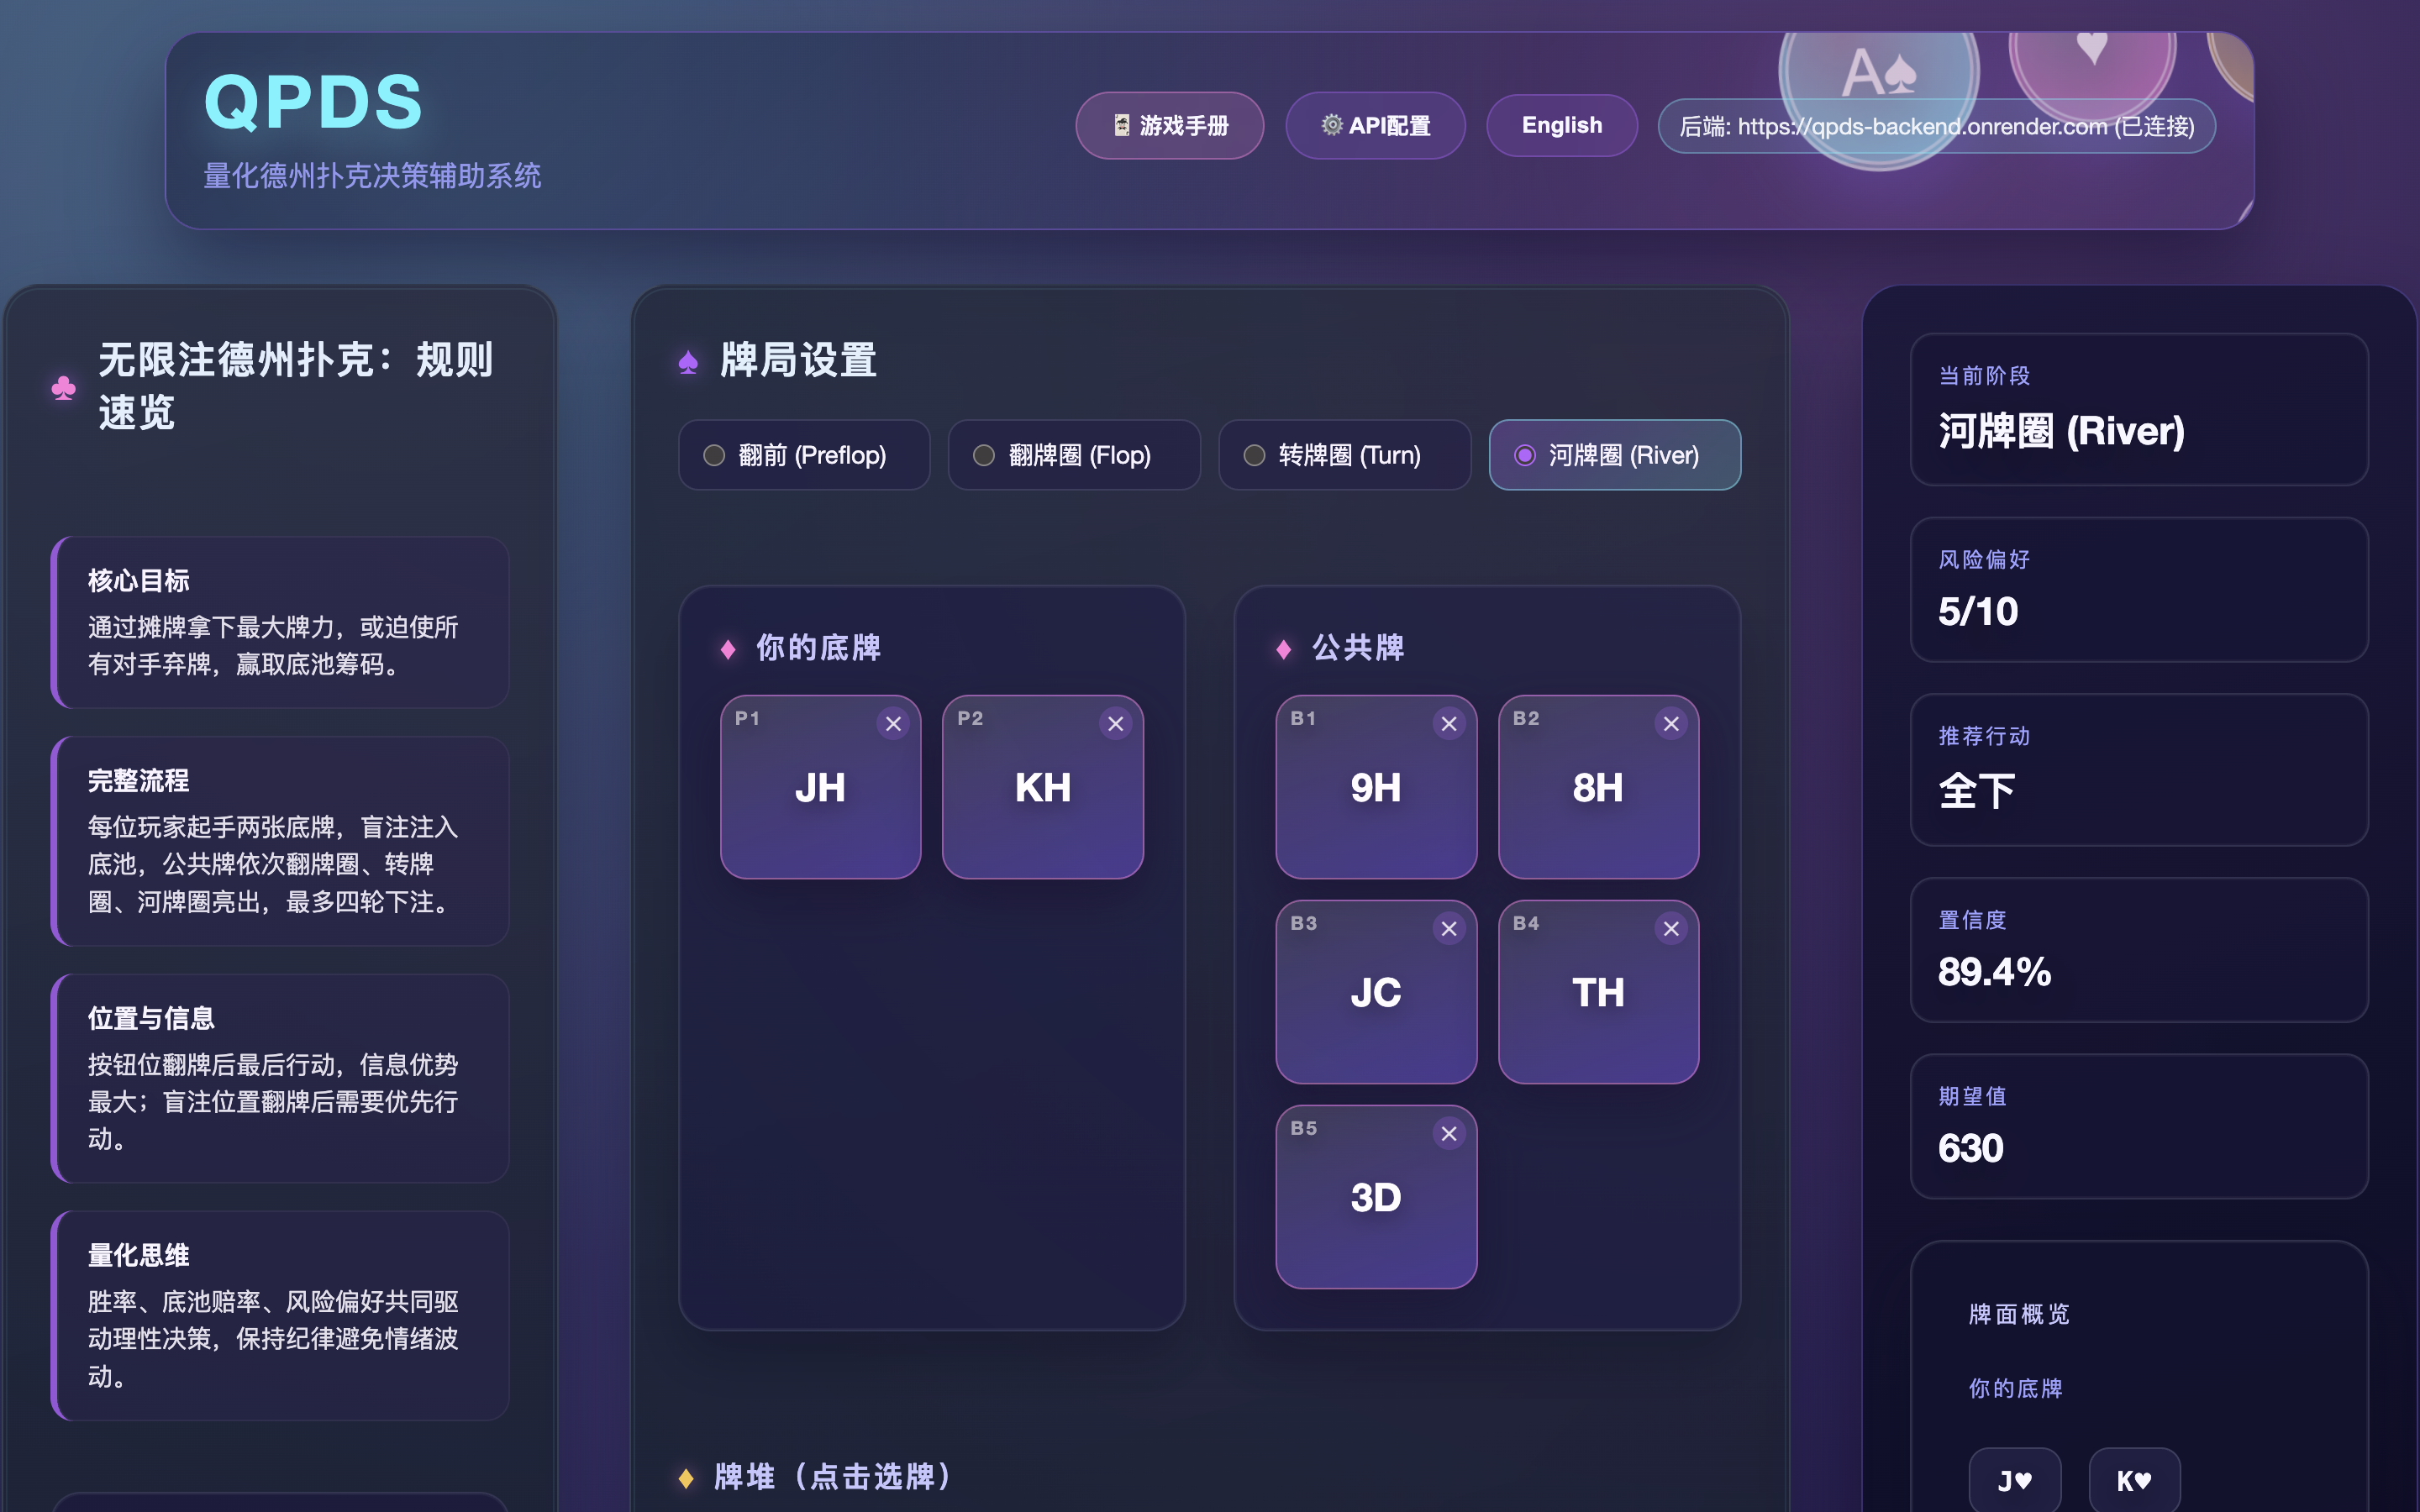 QPDS
量化德州扑克决策辅助系统
游戏手册
API配置
English
后端: https://qpds-backend.onrender.com (已连接)
A♠
♥
♣ 无限注德州扑克：规则
速览
核心目标
通过摊牌拿下最大牌力，或迫使所
有对手弃牌，赢取底池筹码。
完整流程
每位玩家起手两张底牌，盲注注入
底池，公共牌依次翻牌圈、转牌
圈、河牌圈亮出，最多四轮下注。
位置与信息
按钮位翻牌后最后行动，信息优势
最大；盲注位置翻牌后需要优先行
动。
量化思维
胜率、底池赔率、风险偏好共同驱
动理性决策，保持纪律避免情绪波
动。
♠ 牌局设置
翻前 (Preflop)
翻牌圈 (Flop)
转牌圈 (Turn)
河牌圈 (River)
♦ 你的底牌
P1
JH
P2
KH
♦ 公共牌
B1
9H
B2
8H
B3
JC
B4
TH
B5
3D
♦ 牌堆（点击选牌）
当前阶段
河牌圈 (River)
风险偏好
5/10
推荐行动
全下
置信度
89.4%
期望值
630
牌面概览
你的底牌
J♥
K♥